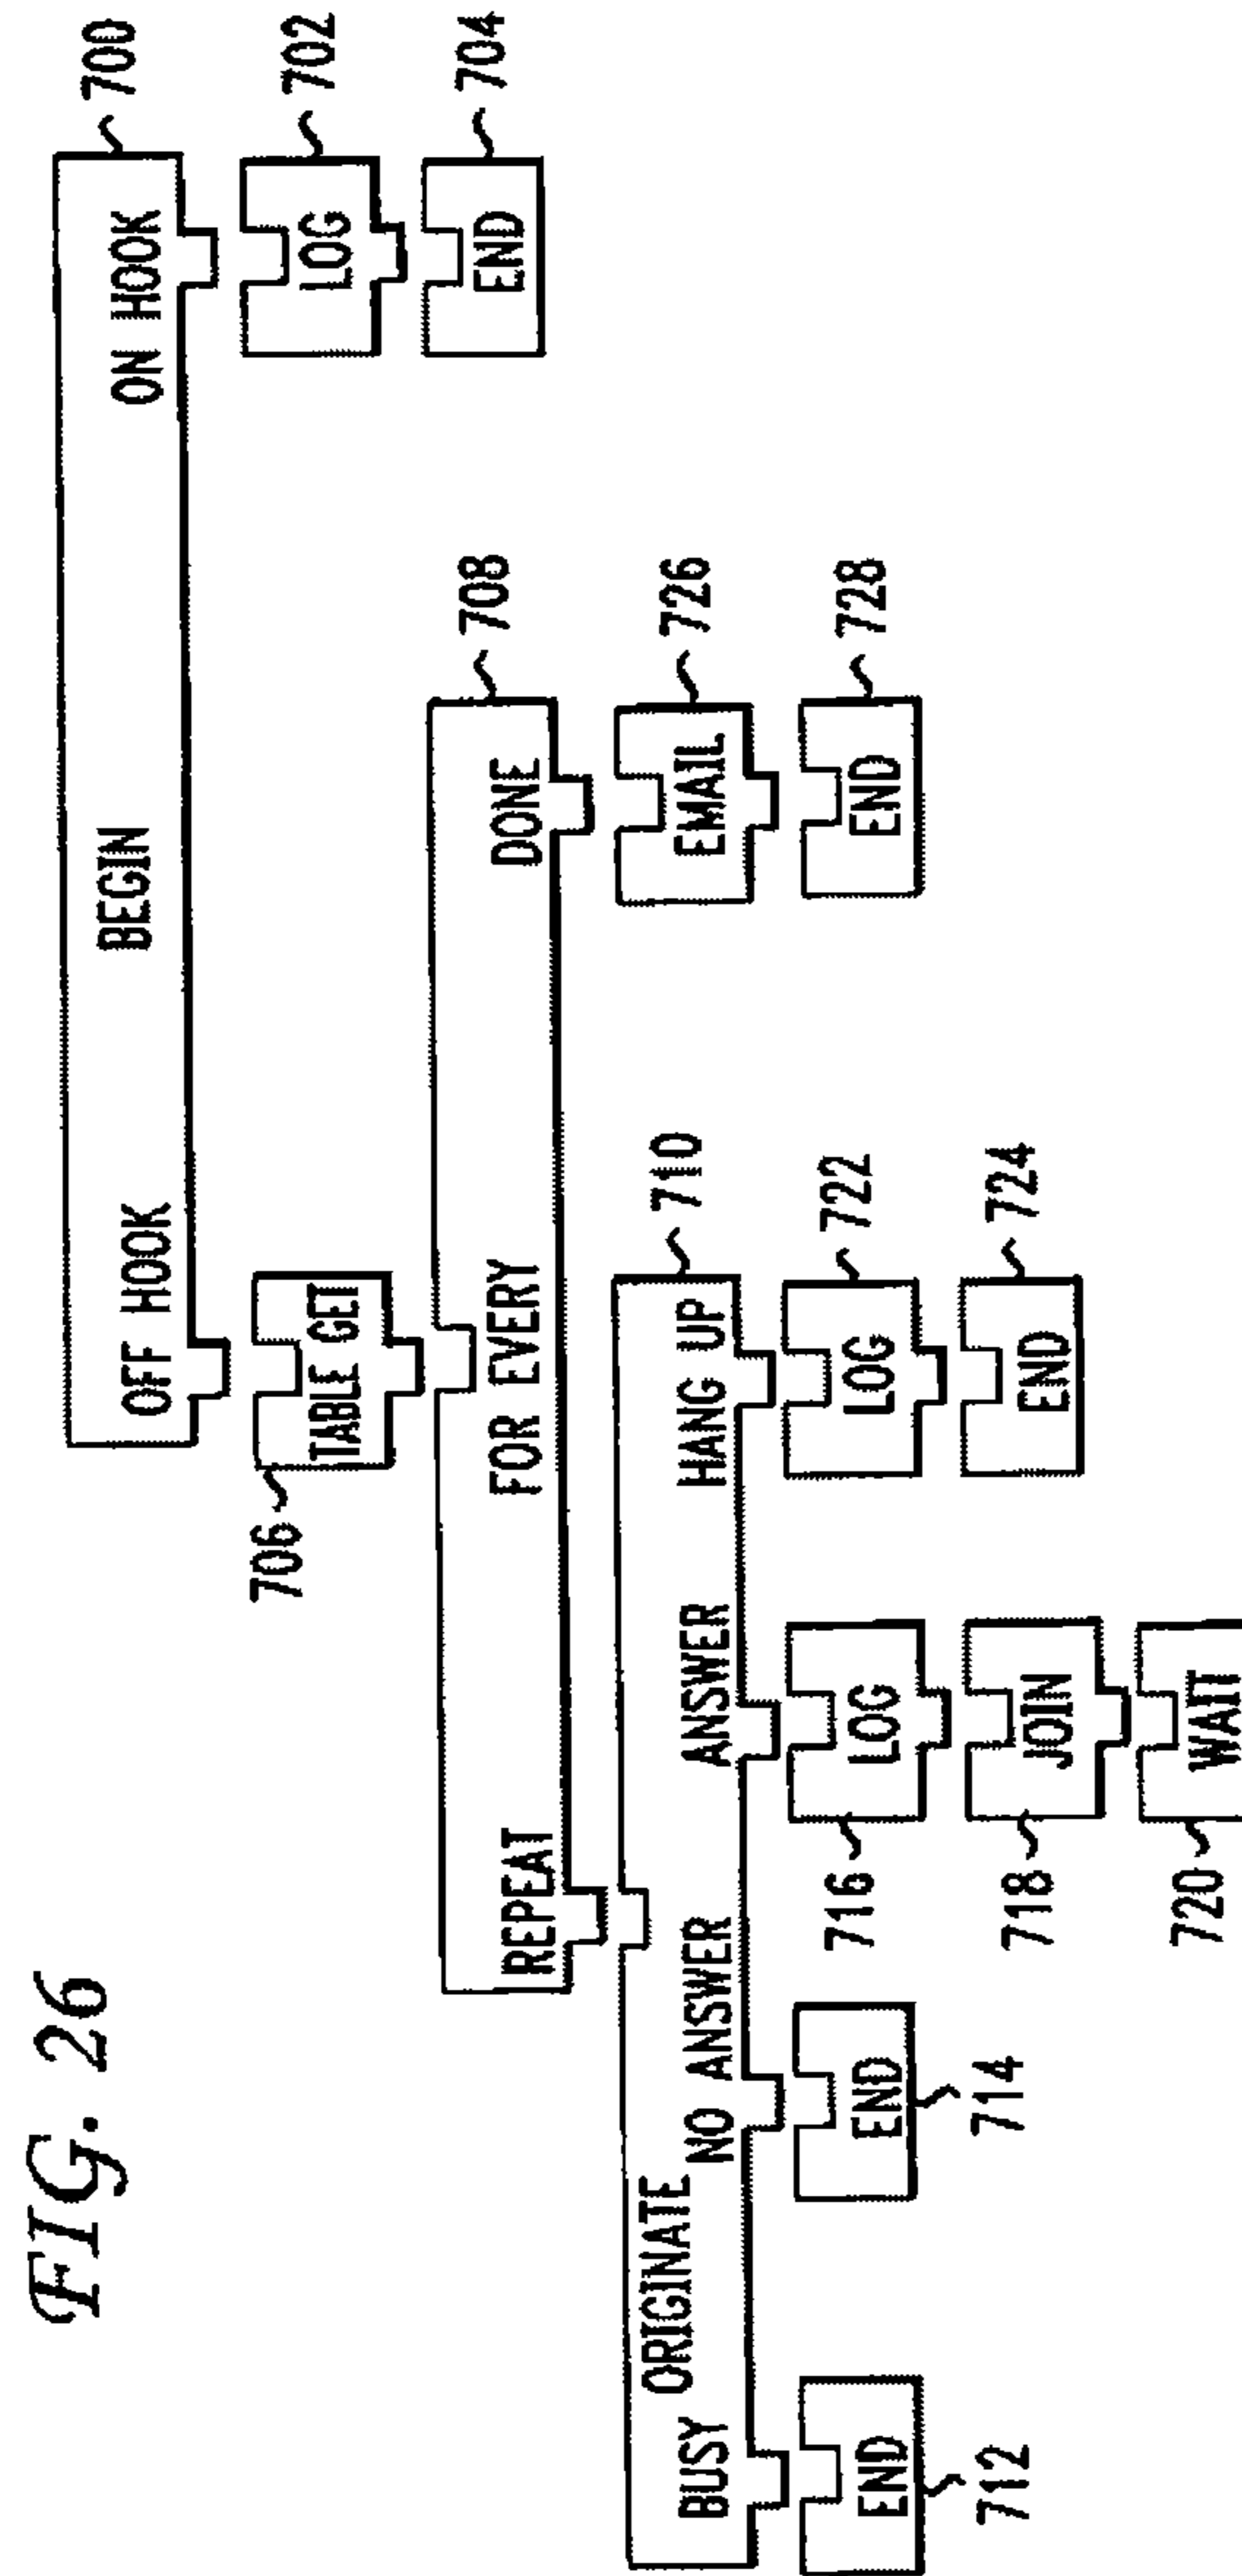 FIG. 26
BEGIN
OFF HOOK
ON HOOK
700
706
TABLE GET
LOG
702
END
704
FOR EVERY
REPEAT
DONE
708
EMAIL
726
END
728
ORIGINATE
BUSY
NO ANSWER
ANSWER
HANG UP
710
END
712
END
714
LOG
716
JOIN
718
WAIT
720
LOG
722
END
724